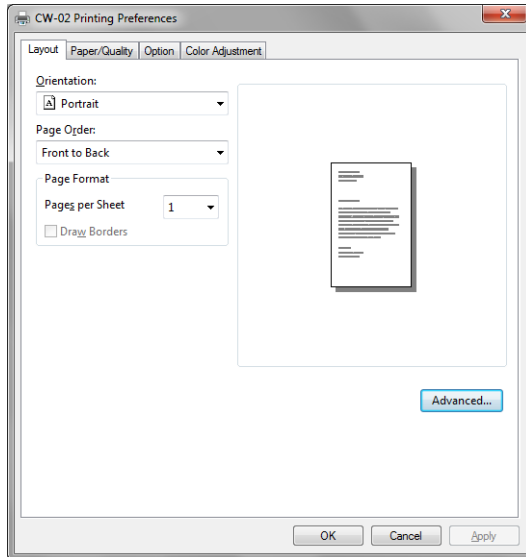 CW-02 Printing Preferences
Layout Paper/Quality Option Color Adjustment
Orientation:
A Portrait
Page Order:
Front to Back
Page Format
Pages per Sheet 1
Draw Borders
Advanced...
OK Cancel Apply